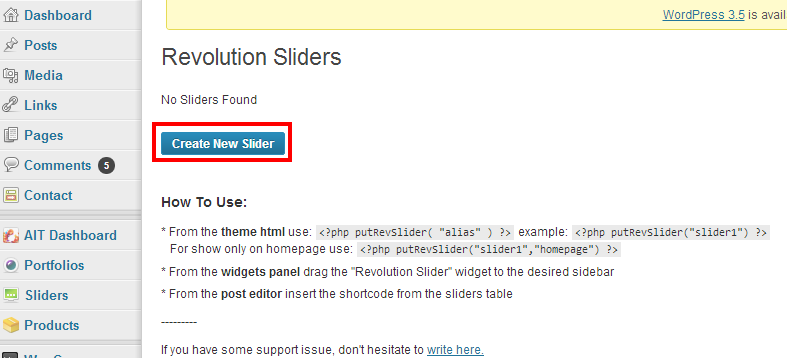 Dashboard
Posts
Media
Links
Pages
Comments 5
Contact
AIT Dashboard
Portfolios
Sliders
Products
WordPress 3.5 is avail
Revolution Sliders
No Sliders Found
Create New Slider
How To Use:
* From the theme html use: <?php putRevSlider( "alias" ) ?> example: <?php putRevSlider("slider1") ?>
For show only on homepage use: <?php putRevSlider("slider1","homepage") ?>
* From the widgets panel drag the "Revolution Slider" widget to the desired sidebar
* From the post editor insert the shortcode from the sliders table
---------
If you have some support issue, don't hesitate to write here.